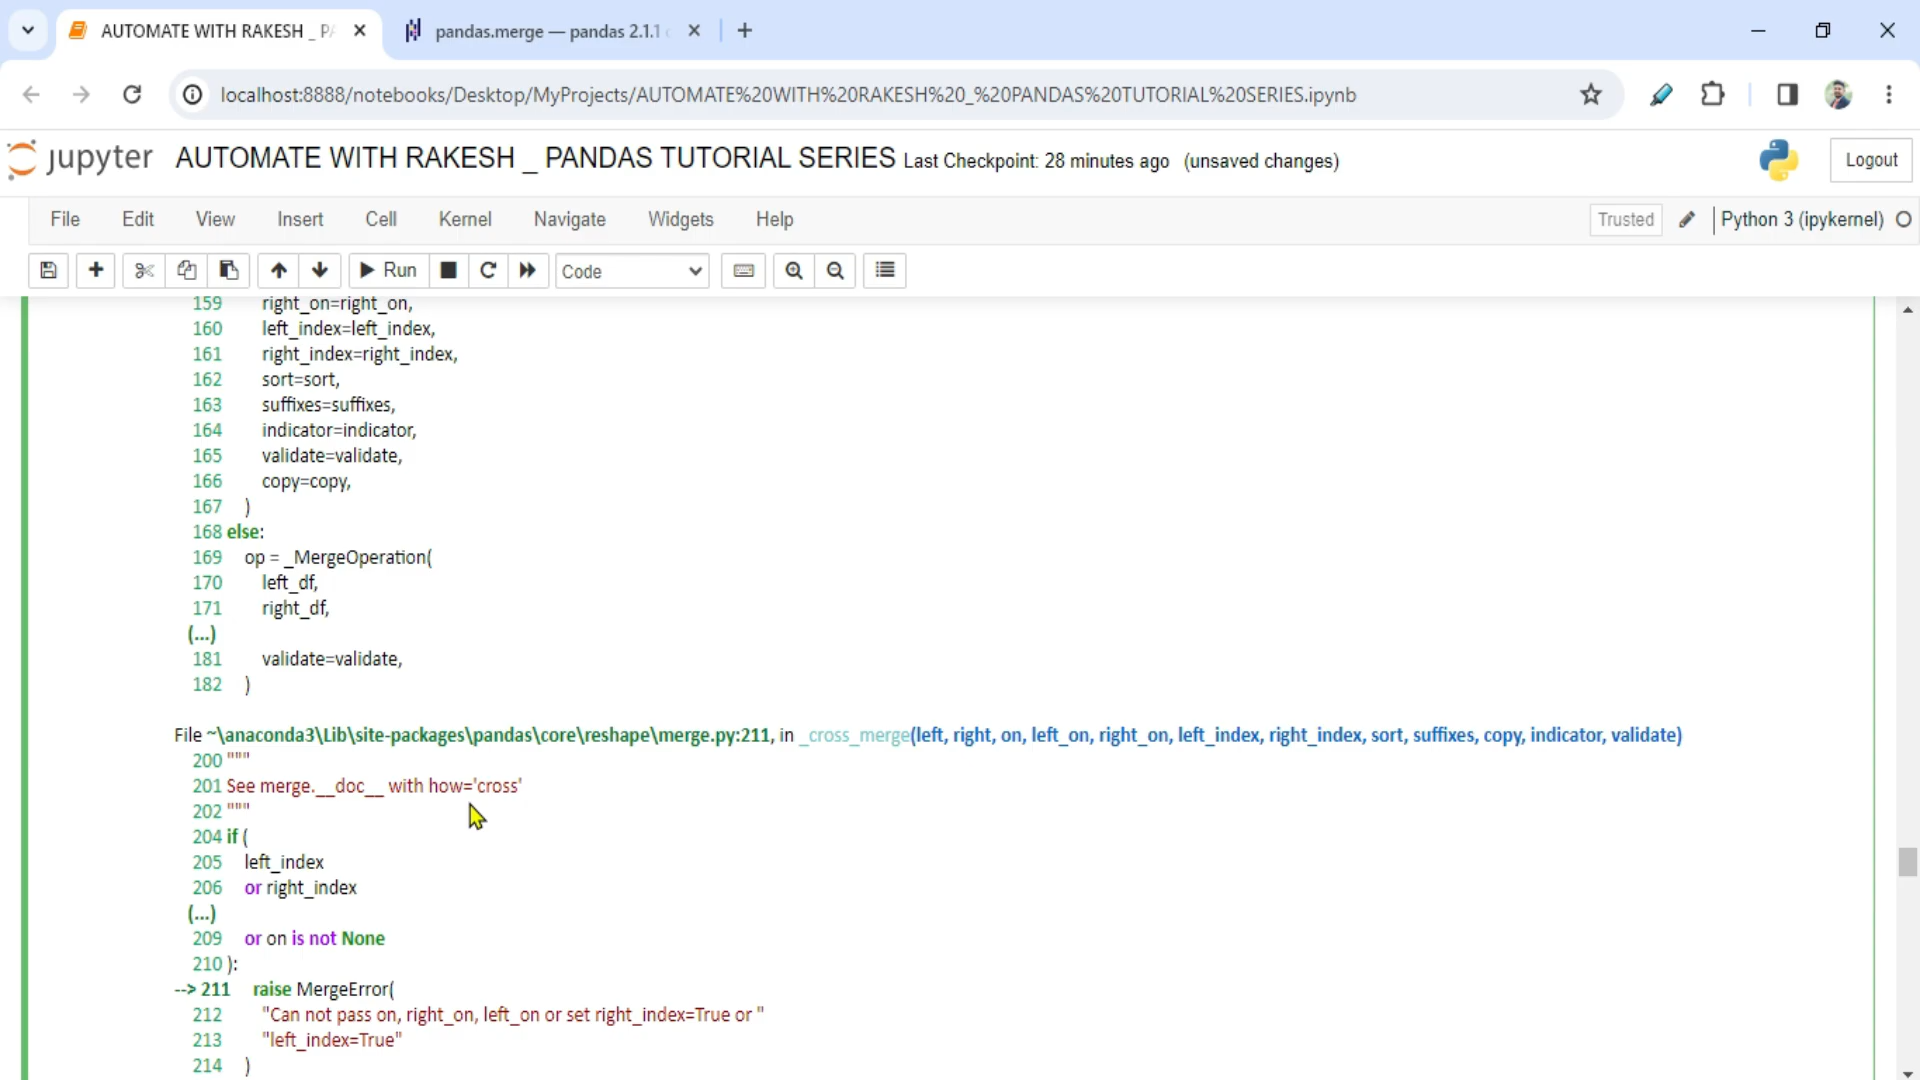 AUTOMATE WITH RAKESH _ PA
pandas.merge — pandas 2.1.1
localhost:8888/notebooks/Desktop/MyProjects/AUTOMATE%20WITH%20RAKESH%20_%20PANDAS%20TUTORIAL%20SERIES.ipynb
jupyter AUTOMATE WITH RAKESH _ PANDAS TUTORIAL SERIES Last Checkpoint: 28 minutes ago (unsaved changes) Logout
File Edit View Insert Cell Kernel Navigate Widgets Help Trusted Python 3 (ipykernel)
Run Code
159 right_on=right_on,
160 left_index=left_index,
161 right_index=right_index,
162 sort=sort,
163 suffixes=suffixes,
164 indicator=indicator,
165 validate=validate,
166 copy=copy,
167 )
168 else:
169 op = _MergeOperation(
170 left_df,
171 right_df,
(...)
181 validate=validate,
182 )
File ~\anaconda3\Lib\site-packages\pandas\core\reshape\merge.py:211, in _cross_merge(left, right, on, left_on, right_on, left_index, right_index, sort, suffixes, copy, indicator, validate)
200 """
201 See merge.__doc__ with how='cross'
202 """
204 if (
205 left_index
206 or right_index
(...)
209 or on is not None
210 ):
--> 211 raise MergeError(
212 "Can not pass on, right_on, left_on or set right_index=True or "
213 "left_index=True"
214 )